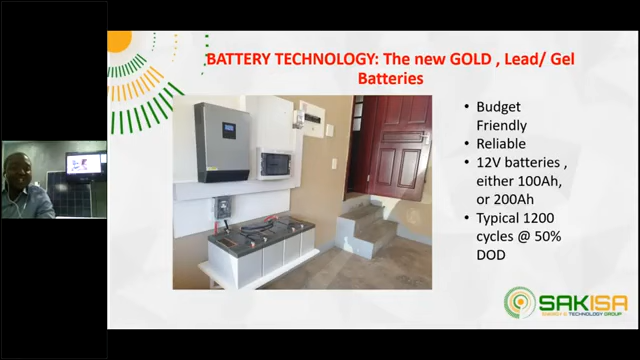 BATTERY TECHNOLOGY: The new GOLD , Lead/ Gel
Batteries
• Budget
Friendly
• Reliable
• 12V batteries ,
either 100Ah,
or 200Ah
• Typical 1200
cycles @ 50%
DOD
SAKISA
ENERGY & TECHNOLOGY GROUP